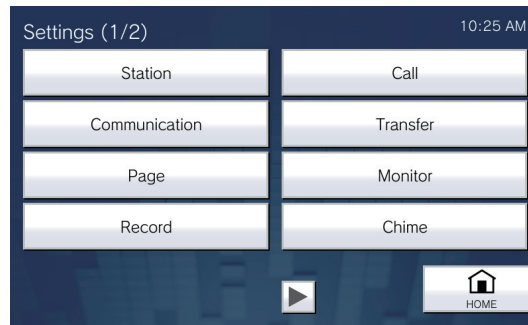 Settings (1/2)
10:25 AM
Station
Call
Communication
Transfer
Page
Monitor
Record
Chime
HOME